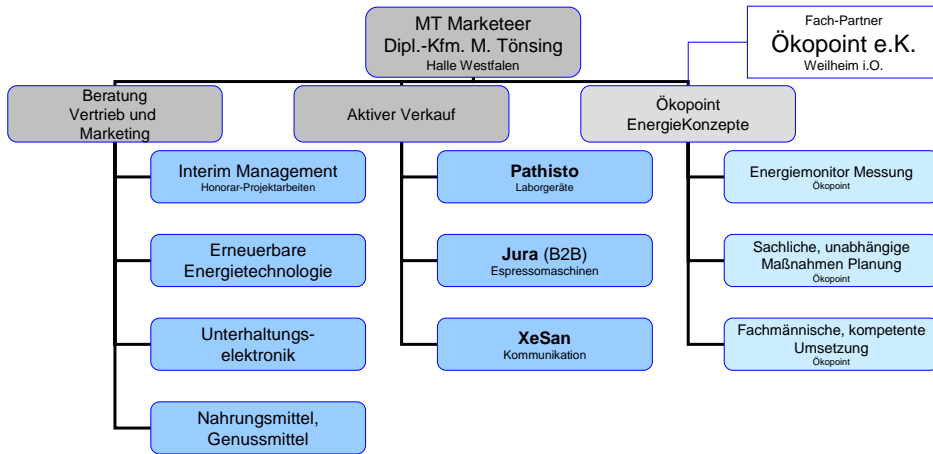 MT Marketeer
Dipl.-Kfm. M. Tönsing
Halle Westfalen
Fach-Partner
Ökopoint e.K.
Weilheim i.O.
Beratung
Vertrieb und
Marketing
Aktiver Verkauf
Ökopoint
EnergieKonzepte
Interim Management
Honorar-Projektarbeiten
Erneuerbare
Energietechnologie
Unterhaltungs-
elektronik
Nahrungsmittel,
Genussmittel
Pathisto
Laborgeräte
Jura (B2B)
Espressomaschinen
XeSan
Kommunikation
Energiemonitor Messung
Ökopoint
Sachliche, unabhängige
Maßnahmen Planung
Ökopoint
Fachmännische, kompetente
Umsetzung
Ökopoint